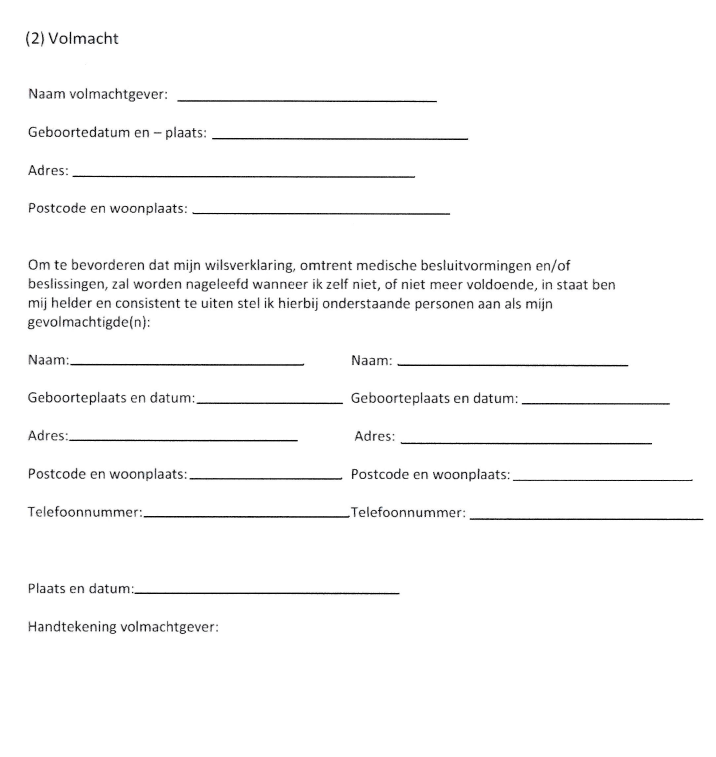 (2) Volmacht
Naam volmachtgever:
Geboortedatum en – plaats:
Adres:
Postcode en woonplaats:
Om te bevorderen dat mijn wilsverklaring, omtrent medische besluitvormingen en/of
beslissingen, zal worden nageleefd wanneer ik zelf niet, of niet meer voldoende, in staat ben
mij helder en consistent te uiten stel ik hierbij onderstaande personen aan als mijn
gevolmachtigde(n):
Naam: Naam:
Geboorteplaats en datum: Geboorteplaats en datum:
Adres: Adres:
Postcode en woonplaats: Postcode en woonplaats:
Telefoonnummer: Telefoonnummer:
Plaats en datum:
Handtekening volmachtgever: